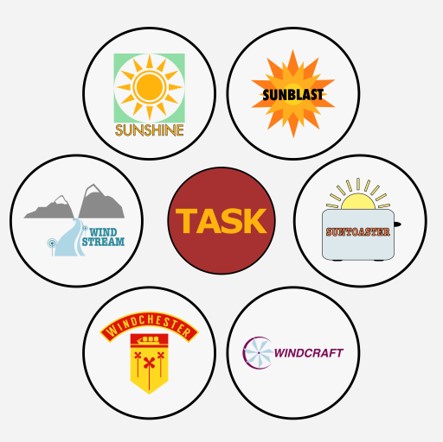 SUNSHINE
SUNBLAST
WIND
STREAM
TASK
SUNTOASTER
WINDCHESTER
WINDCRAFT